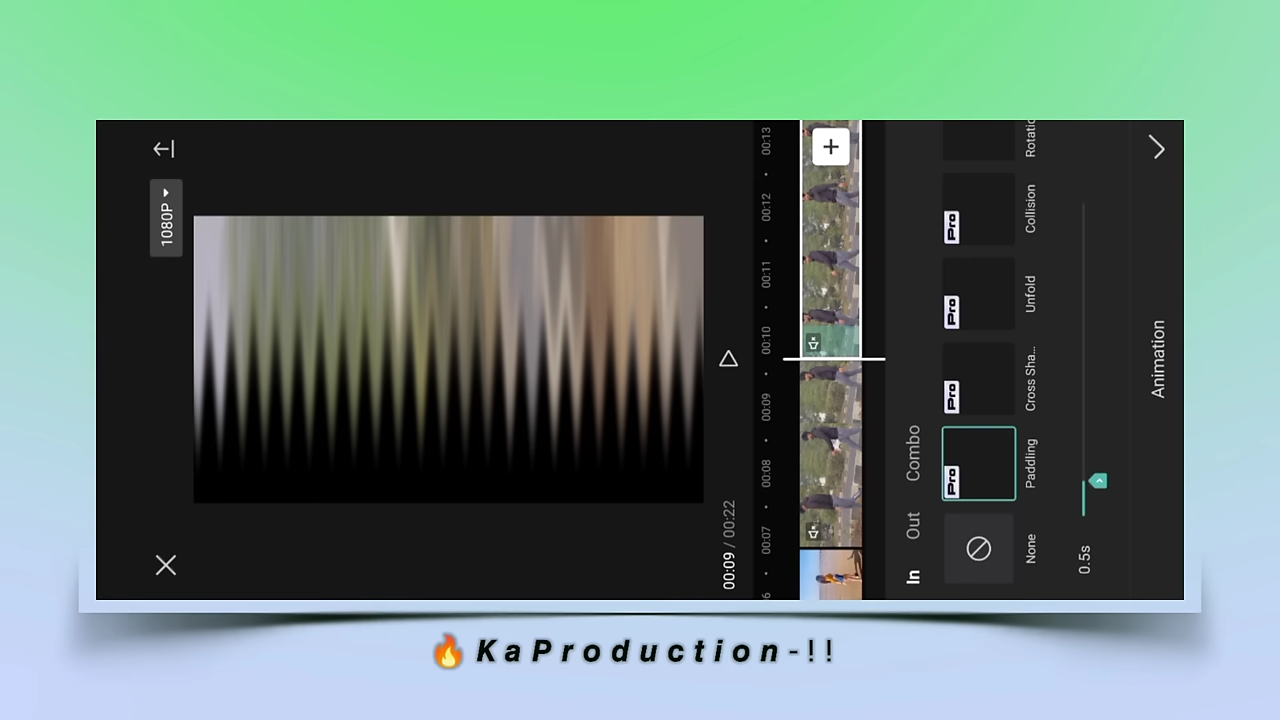 1080P
00:09 / 00:22
6
00:07
00:08
00:09
00:10
00:11
00:12
00:13
In Out Combo
Pro
Pro
Pro
Pro
None
Paddling
Cross Sha...
Unfold
Collision
Rotatio
0.5s
Animation
🔥KaProduction-!!